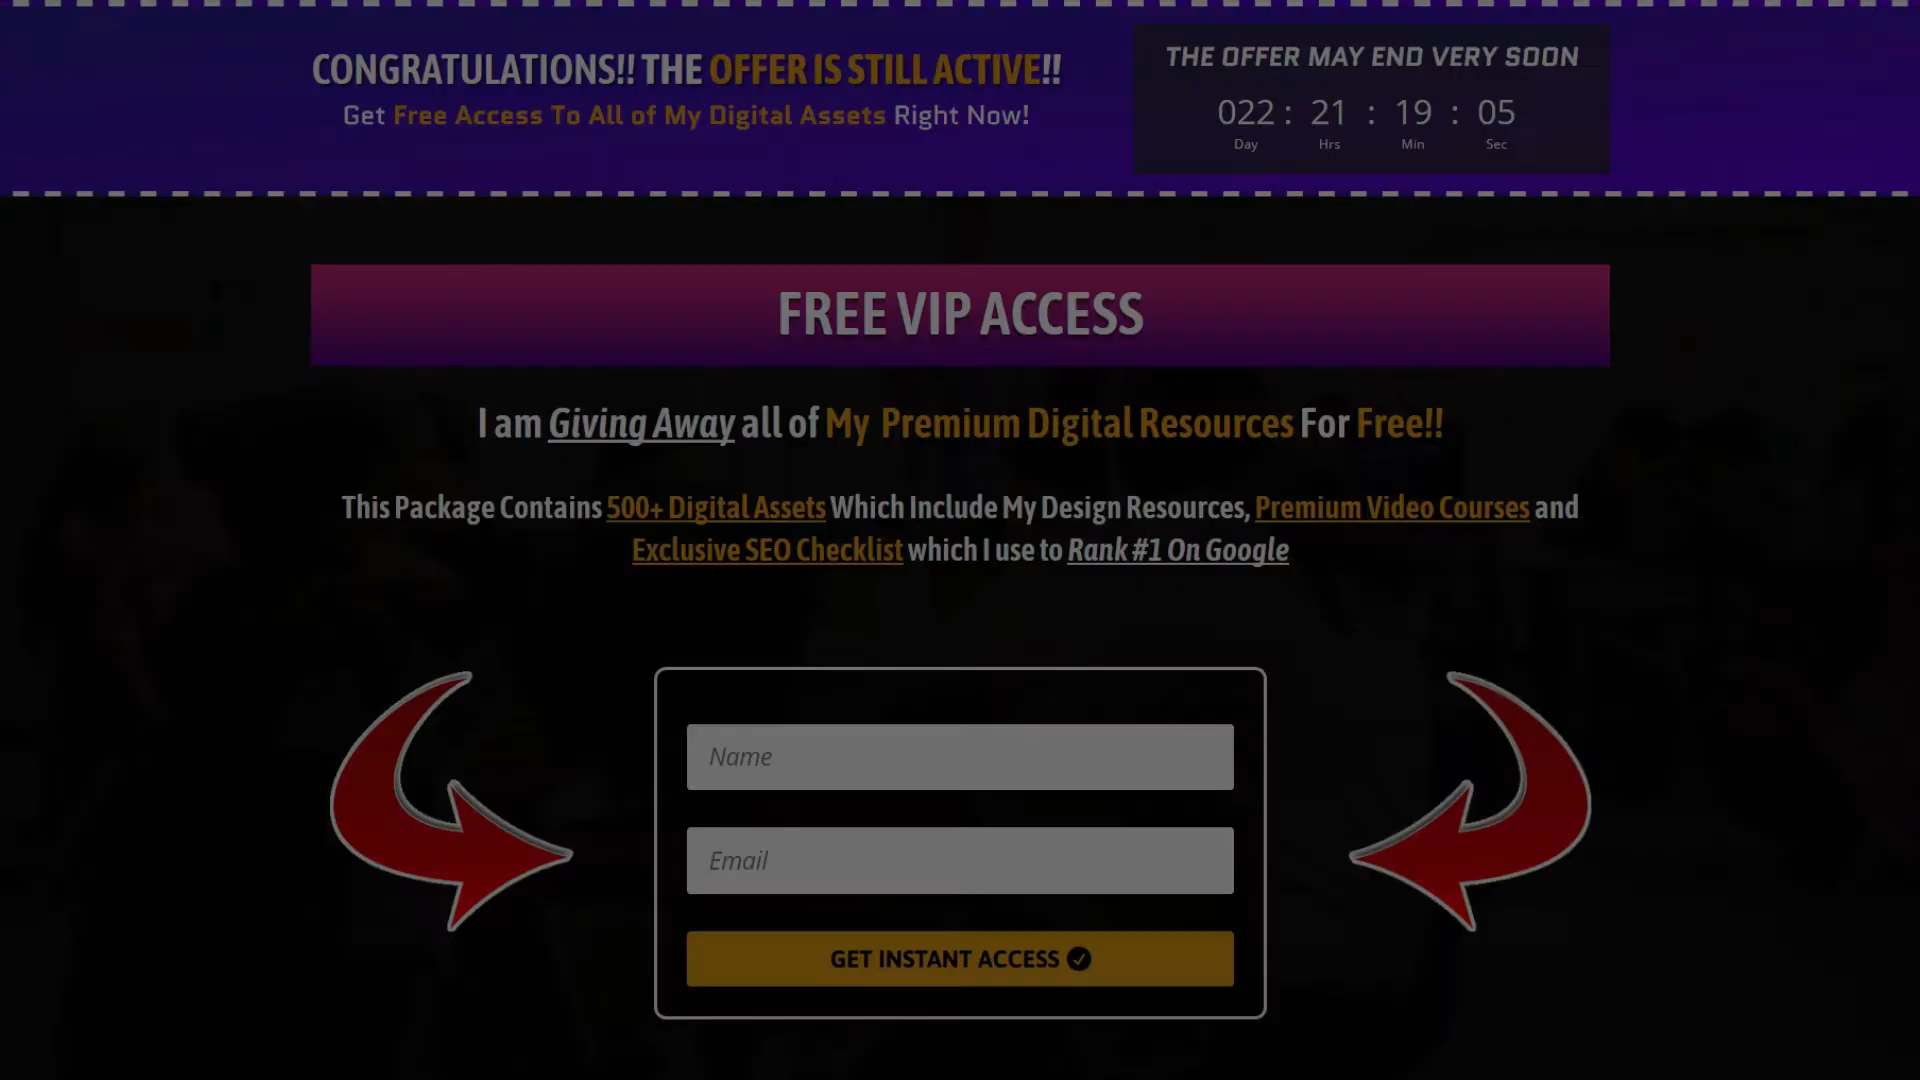 CONGRATULATIONS!! THE OFFER IS STILL ACTIVE!!
Get Free Access To All of My Digital Assets Right Now!
THE OFFER MAY END VERY SOON
022 : 21 : 19 : 05
Day Hrs Min Sec
FREE VIP ACCESS
I am Giving Away all of My Premium Digital Resources For Free!!
This Package Contains 500+ Digital Assets Which Include My Design Resources, Premium Video Courses and
Exclusive SEO Checklist which I use to Rank #1 On Google
Name
Email
GET INSTANT ACCESS